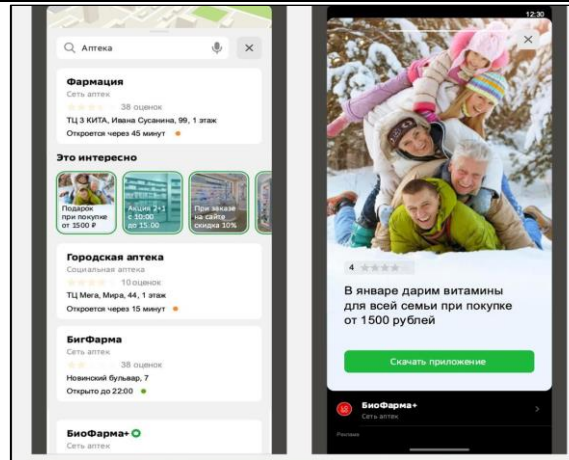 Аптека
Фармация
Сеть аптек
38 оценок
ТЦ 3 КИТА, Ивана Сусанина, 99, 1 этаж
Откроется через 45 минут
Это интересно
Подарок
при покупке
от 1500 ₽
Акция 2+1
с 10:00
до 15.00
При заказе
на сайте
скидка 10%
Городская аптека
Социальная аптека
10 оценок
ТЦ Мега, Мира, 44, 1 этаж
Откроется через 15 минут
БигФарма
Сеть аптек
38 оценок
Новинский бульвар, 7
Открыто до 22:00
БиоФарма+
Сеть аптек
12:30
4
В январе дарим витамины
для всей семьи при покупке
от 1500 рублей
Скачать приложение
БиоФарма+
Сеть аптек
Реклама